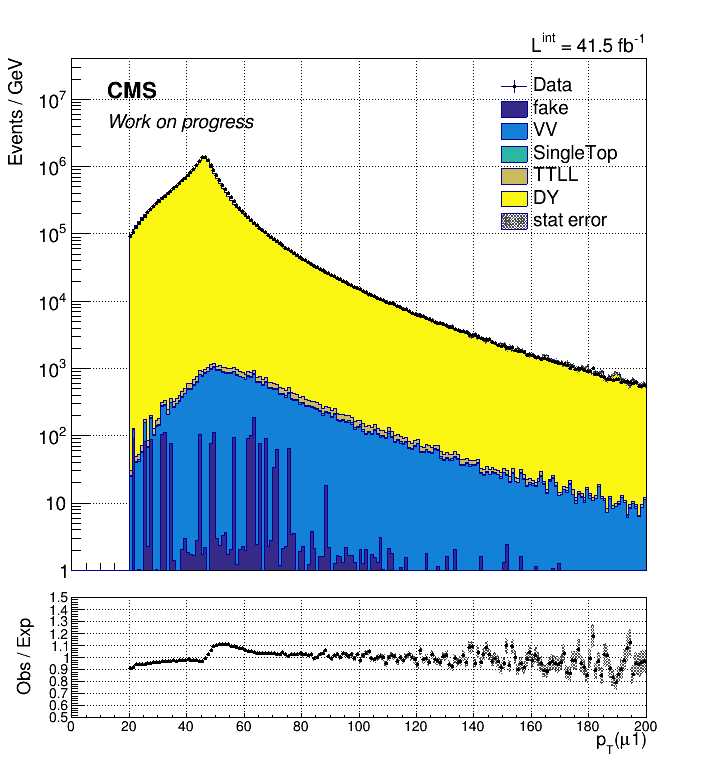 L^int = 41.5 fb^-1
Events / GeV
CMS
Work on progress
Data
fake
VV
SingleTop
TTLL
DY
stat error
10^7
10^6
10^5
10^4
10^3
10^2
10
1
Obs / Exp
1.5
1.4
1.3
1.2
1.1
1
0.9
0.8
0.7
0.6
0.5
0 20 40 60 80 100 120 140 160 180 200
p_T(μ1)